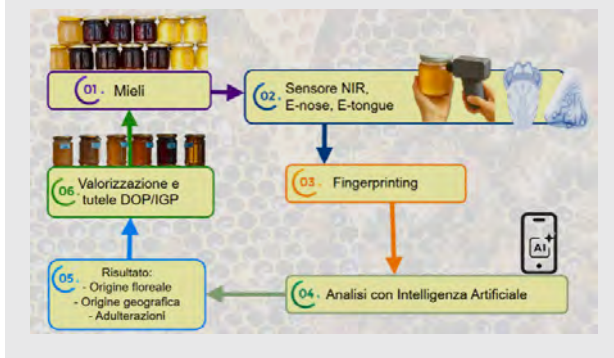 01. Mieli
02. Sensore NIR,
E-nose, E-tongue
03. Fingerprinting
AI
04. Analisi con Intelligenza Artificiale
05. Risultato:
- Origine floreale
- Origine geografica
- Adulterazioni
06. Valorizzazione e
tutele DOP/IGP